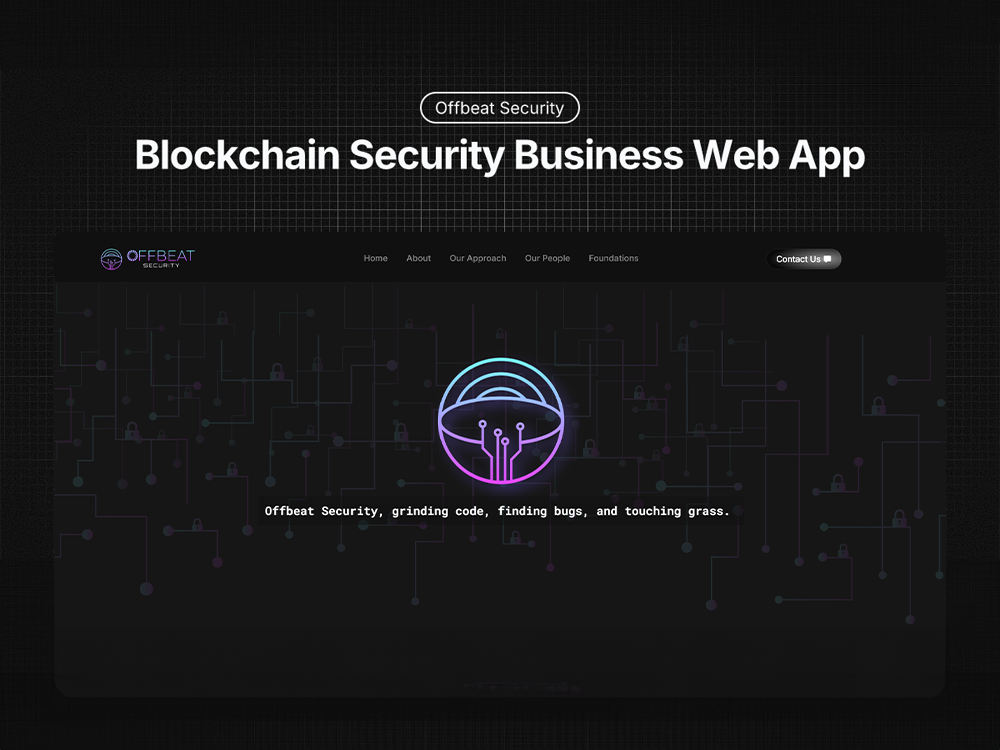 Offbeat Security
Blockchain Security Business Web App
OFFBEAT
SECURITY
Home About Our Approach Our People Foundations Contact Us
Offbeat Security, grinding code, finding bugs, and touching grass.